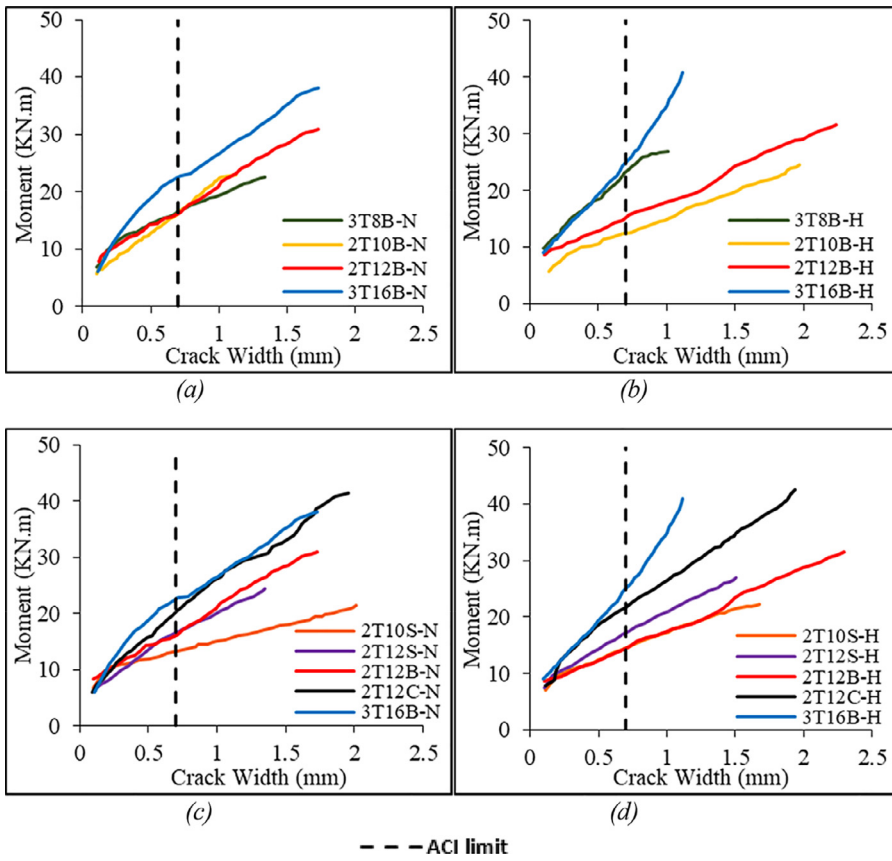 50
40
30
20
10
0
Moment (KN.m)
3T8B-N
2T10B-N
2T12B-N
3T16B-N
0 0.5 1 1.5 2 2.5
Crack Width (mm)
(a)
50
40
30
20
10
0
Moment (KN.m)
3T8B-H
2T10B-H
2T12B-H
3T16B-H
0 0.5 1 1.5 2 2.5
Crack Width (mm)
(b)
50
40
30
20
10
0
Moment (KN.m)
2T10S-N
2T12S-N
2T12B-N
2T12C-N
3T16B-N
0 0.5 1 1.5 2 2.5
Crack Width (mm)
(c)
50
40
30
20
10
0
Moment (KN.m)
2T10S-H
2T12S-H
2T12B-H
2T12C-H
3T16B-H
0 0.5 1 1.5 2 2.5
Crack Width (mm)
(d)
ACI limit